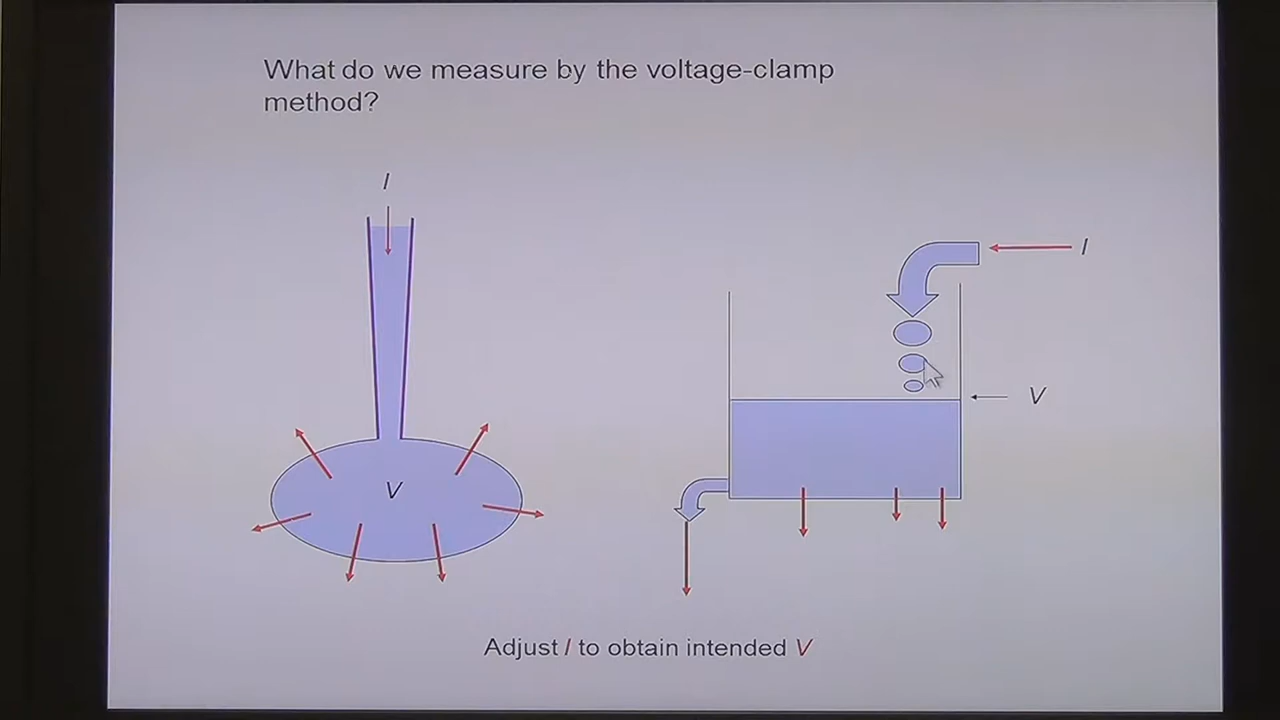 What do we measure by the voltage-clamp
method?
I
I
V
V
Adjust I to obtain intended V